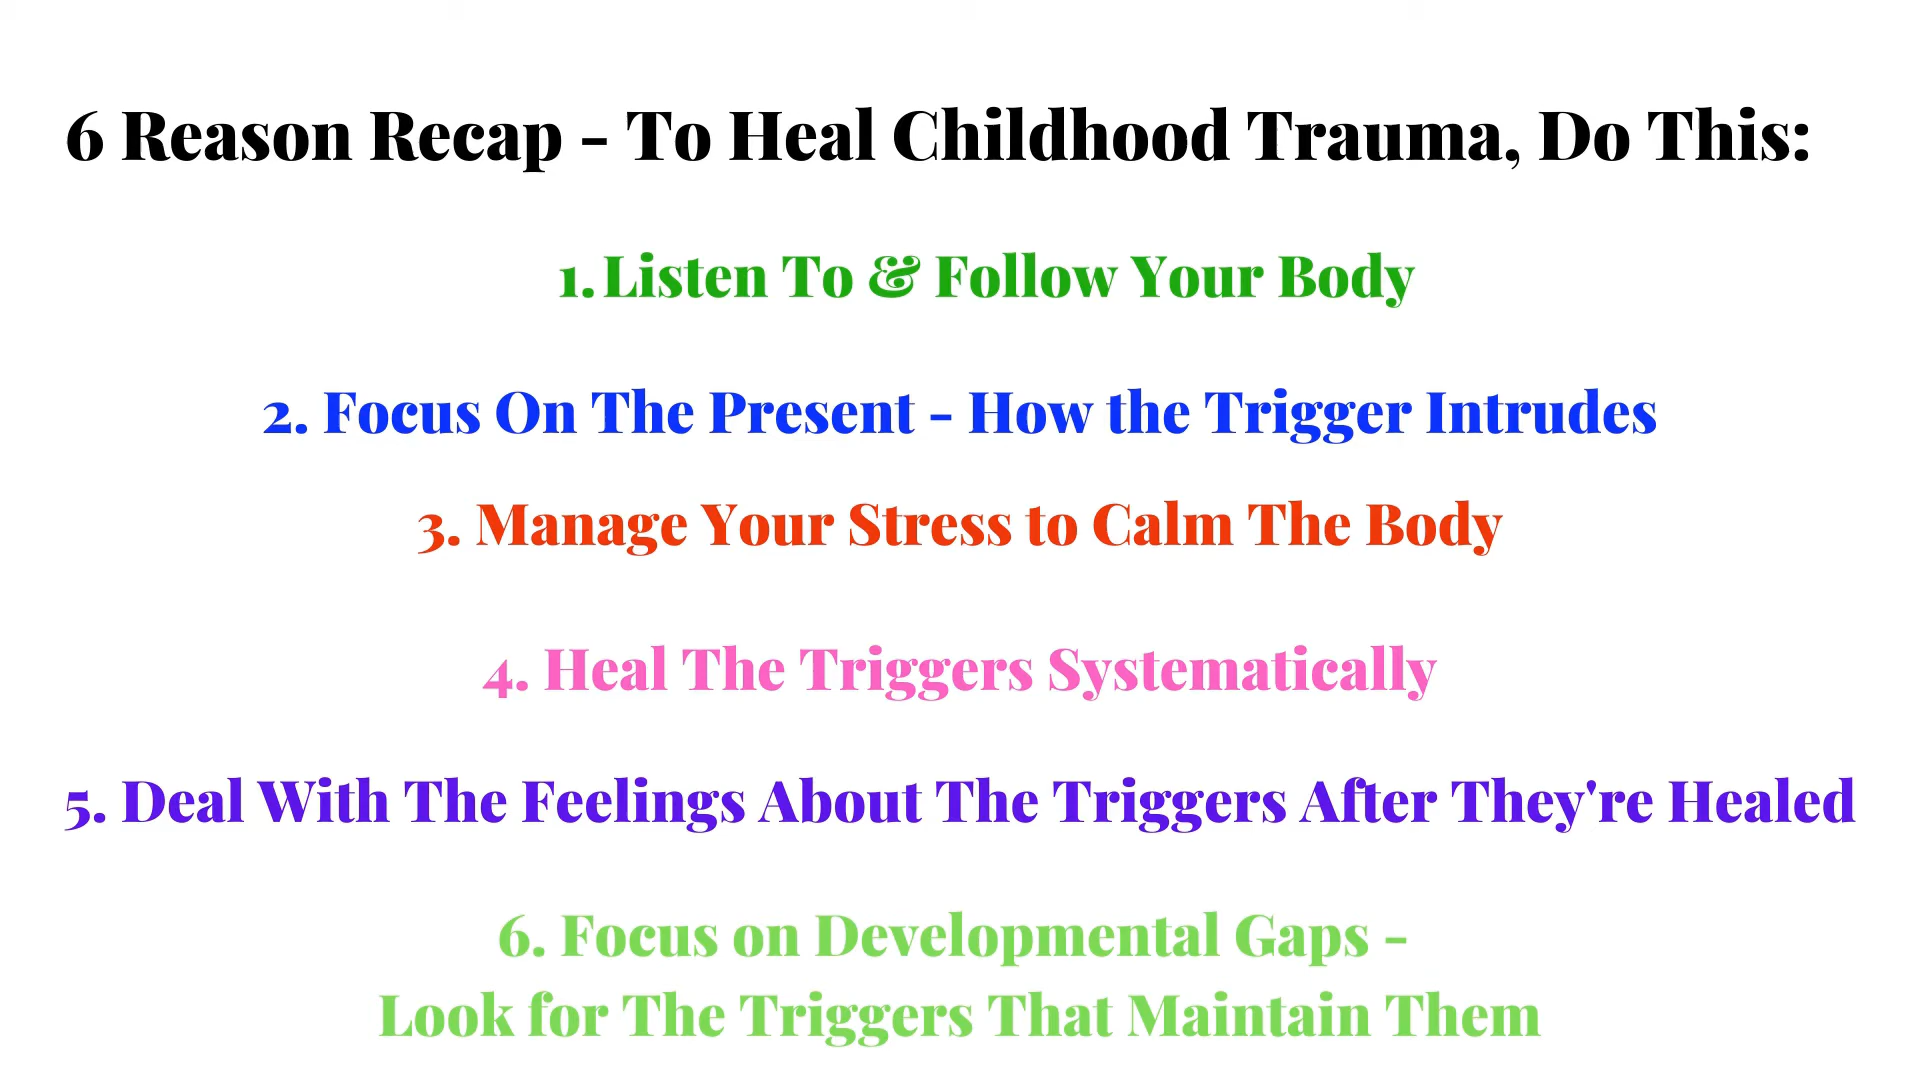 6 Reason Recap - To Heal Childhood Trauma, Do This:
1. Listen To & Follow Your Body
2. Focus On The Present - How the Trigger Intrudes
3. Manage Your Stress to Calm The Body
4. Heal The Triggers Systematically
5. Deal With The Feelings About The Triggers After They're Healed
6. Focus on Developmental Gaps -
Look for The Triggers That Maintain Them